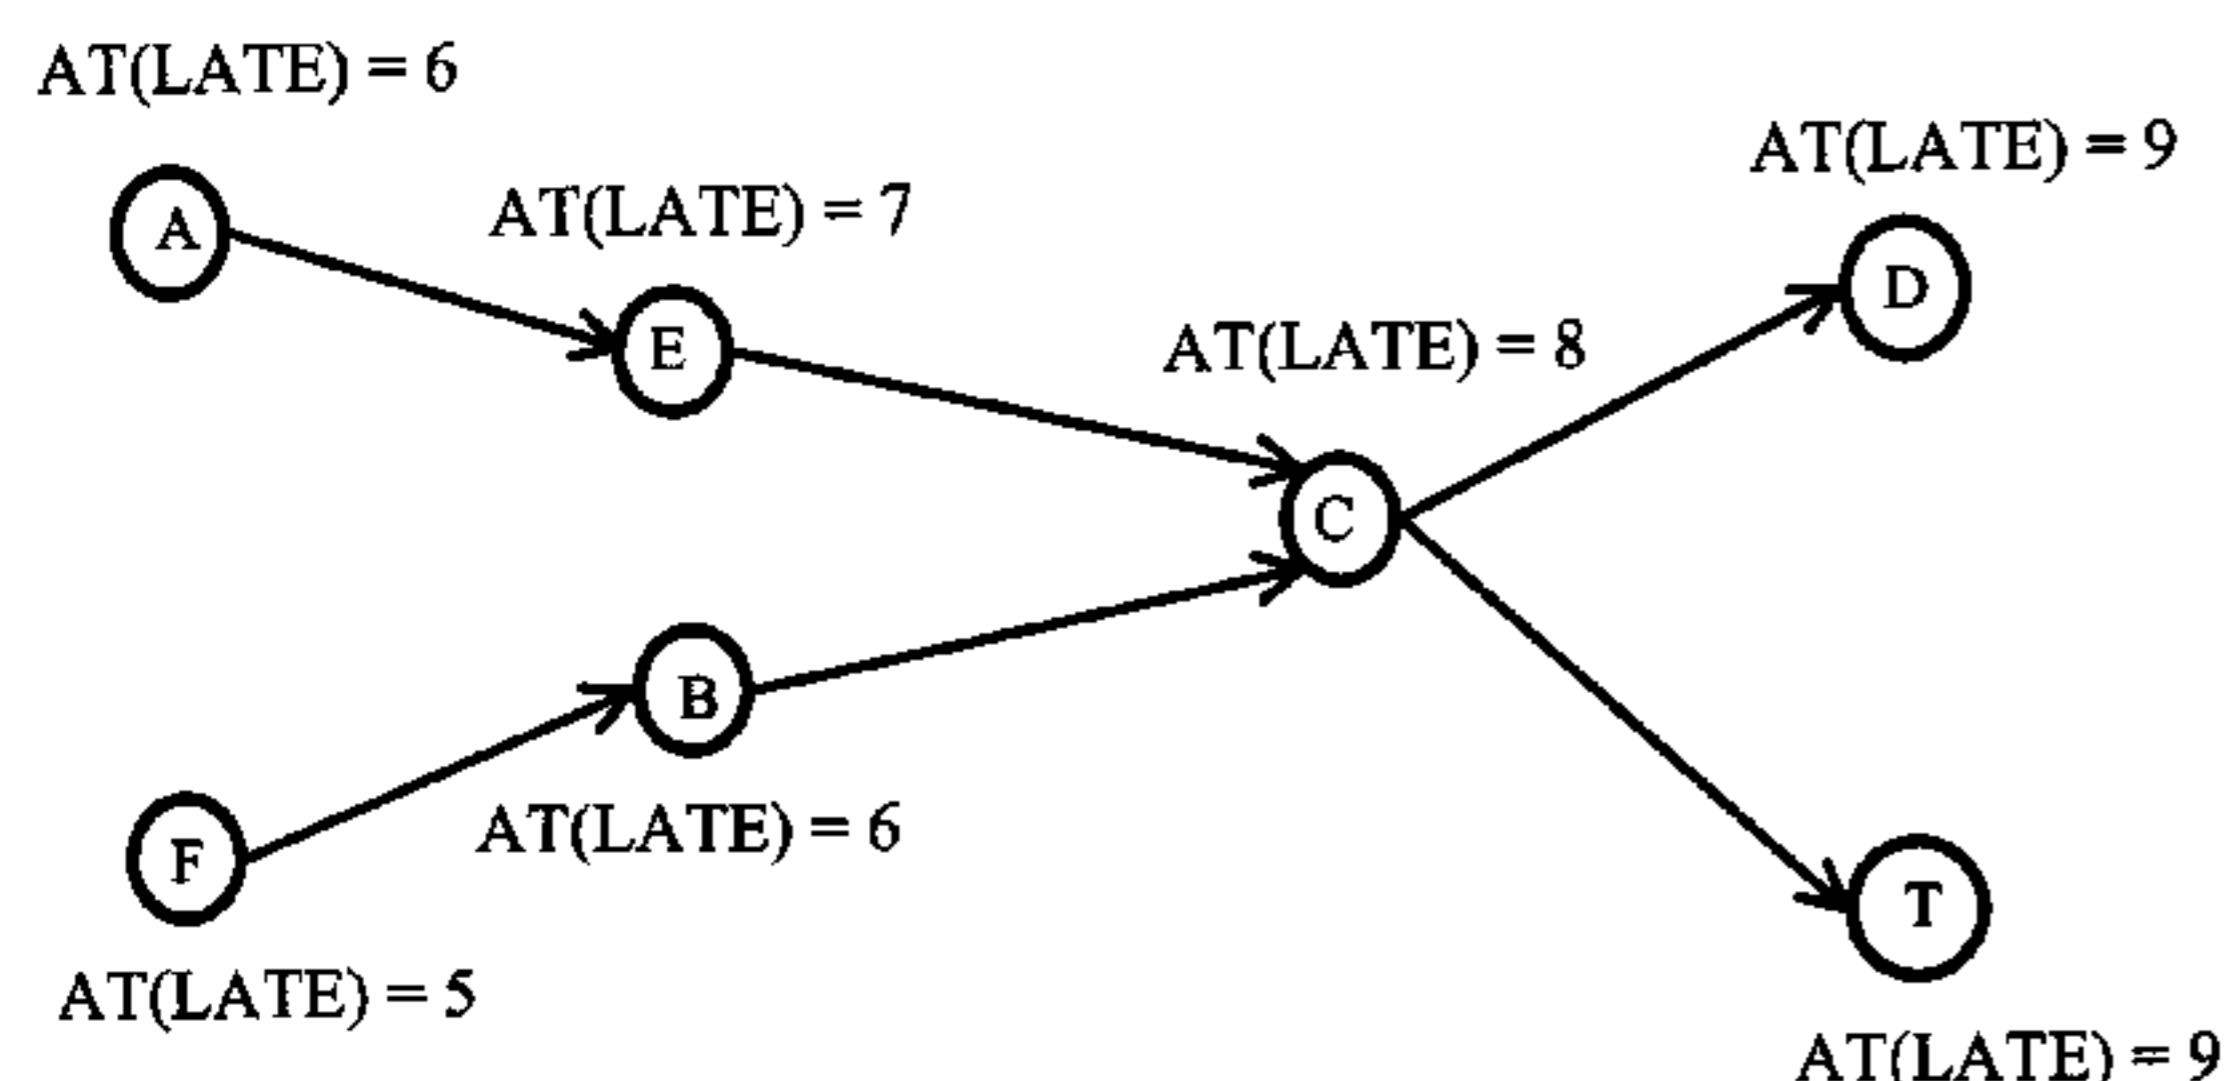 AT(LATE) = 6
AT(LATE) = 9
A
AT(LATE) = 7
D
E
AT(LATE) = 8
C
B
AT(LATE) = 6
F
T
AT(LATE) = 5
AT(LATE) = 9